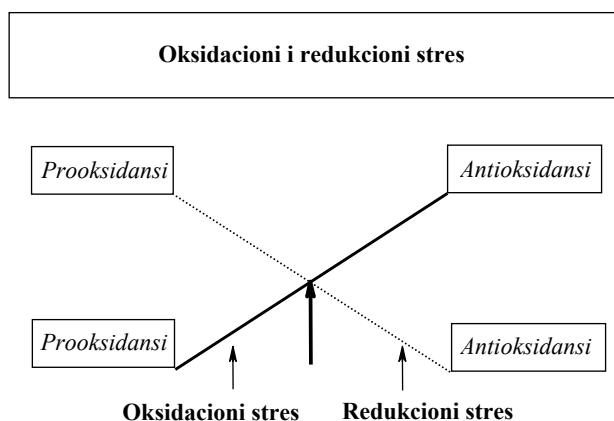 Oksidacioni i redukcioni stres
Prooksidansi
Antioksidansi
Prooksidansi
Antioksidansi
Oksidacioni stres
Redukcioni stres